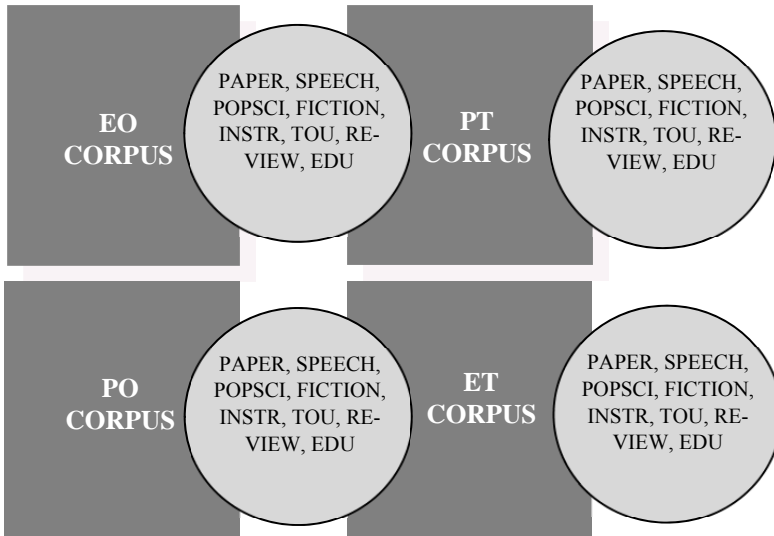 EO
CORPUS
PAPER, SPEECH,
POPSCI, FICTION,
INSTR, TOU, RE-
VIEW, EDU
PT
CORPUS
PAPER, SPEECH,
POPSCI, FICTION,
INSTR, TOU, RE-
VIEW, EDU
PO
CORPUS
PAPER, SPEECH,
POPSCI, FICTION,
INSTR, TOU, RE-
VIEW, EDU
ET
CORPUS
PAPER, SPEECH,
POPSCI, FICTION,
INSTR, TOU, RE-
VIEW, EDU